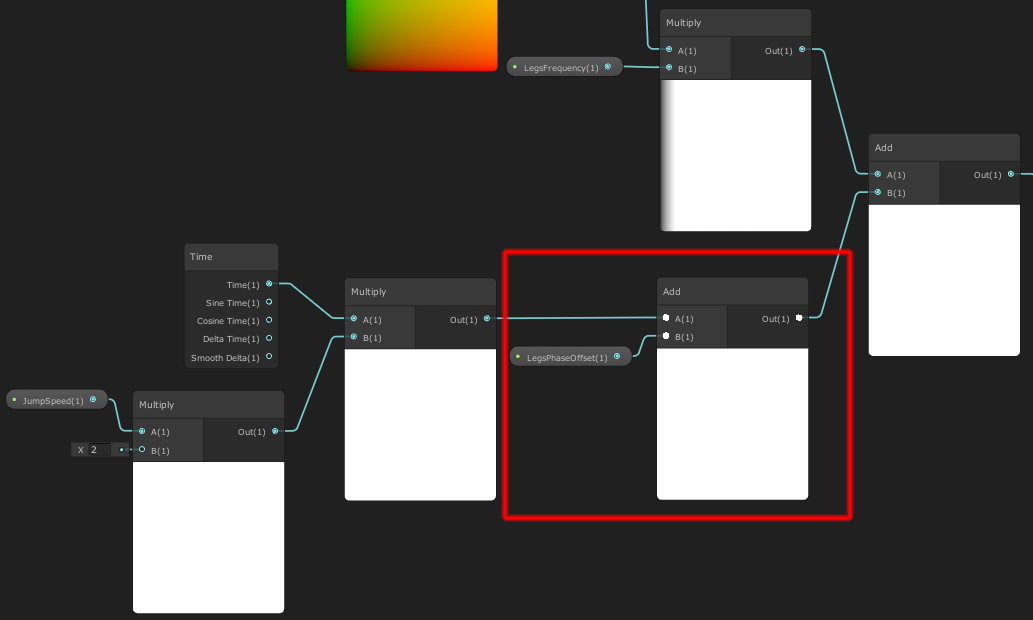 Multiply
A(1) Out(1)
B(1)
LegsFrequency(1)
Add
A(1) Out(1)
B(1)
Time
Time(1)
Sine Time(1)
Cosine Time(1)
Delta Time(1)
Smooth Delta(1)
Multiply
A(1) Out(1)
B(1)
Add
A(1) Out(1)
B(1)
LegsPhaseOffset(1)
JumpSpeed(1)
Multiply
A(1) Out(1)
X 2 B(1)